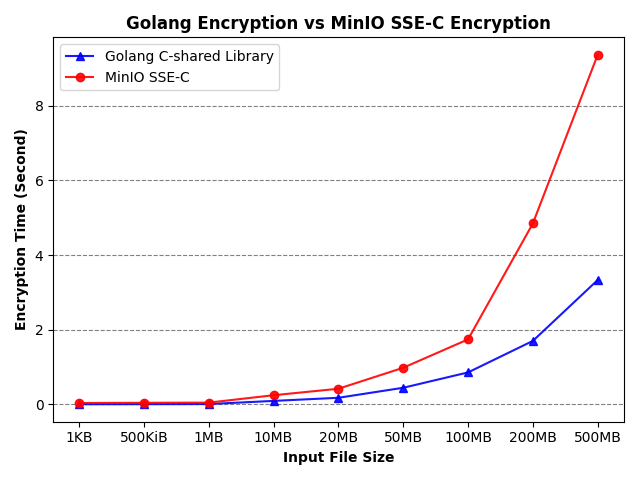 Golang Encryption vs MinIO SSE-C Encryption
Golang C-shared Library
MinIO SSE-C
Encryption Time (Second)
8
6
4
2
0
1KB 500KiB 1MB 10MB 20MB 50MB 100MB 200MB 500MB
Input File Size